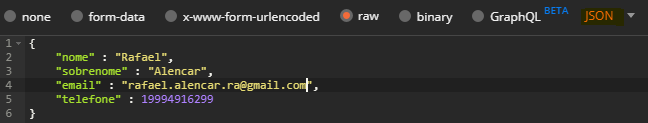 none form-data x-www-form-urlencoded raw binary GraphQL BETA JSON
1 {
2 "nome" : "Rafael",
3 "sobrenome" : "Alencar",
4 "email" : "rafael.alencar.ra@gmail.com",
5 "telefone" : 19994916299
6 }